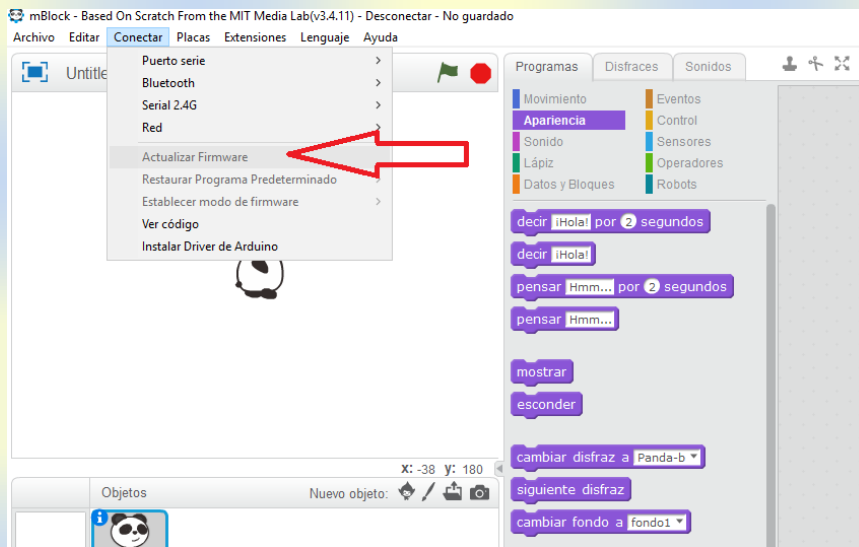 mBlock - Based On Scratch From the MIT Media Lab(v3.4.11) - Desconectar - No guardado
Archivo Editar Conectar Placas Extensiones Lenguaje Ayuda
Untitle
Puerto serie
Bluetooth
Serial 2.4G
Red
Actualizar Firmware
Restaurar Programa Predeterminado
Establecer modo de firmware
Ver código
Instalar Driver de Arduino
X: -38 y: 180
Objetos Nuevo objeto:
Programas Disfraces Sonidos
Movimiento Eventos
Apariencia Control
Sonido Sensores
Lápiz Operadores
Datos y Bloques Robots
decir ¡Hola! por 2 segundos
decir ¡Hola!
pensar Hmm... por 2 segundos
pensar Hmm...
mostrar
esconder
cambiar disfraz a Panda-b
siguiente disfraz
cambiar fondo a fondo1